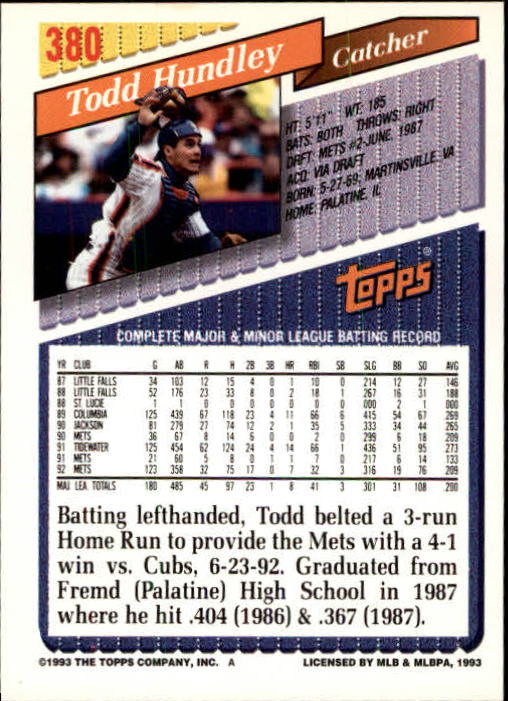 380
Todd Hundley
Catcher
HT: 5'11" WT: 185
BATS: BOTH THROWS: RIGHT
DRFT: METS #2-JUNE, 1987
ACQ: VIA DRAFT
BORN: 5-27-69, MARTINSVILLE, VA
HOME: PALATINE, IL
TOPPS®
COMPLETE MAJOR & MINOR LEAGUE BATTING RECORD
YR CLUB G AB R H 2B 3B HR RBI SB SLG BB SO AVG
87 LITTLE FALLS 34 103 12 15 4 0 1 10 0 214 12 27 146
88 LITTLE FALLS 52 176 23 33 8 0 2 18 1 267 16 31 188
88 ST. LUCIE 1 1 0 0 0 0 0 0 0 000 2 1 000
89 COLUMBIA 125 439 67 118 23 4 11 66 6 415 54 67 269
90 JACKSON 81 279 27 74 12 2 1 35 5 333 34 44 265
90 METS 36 67 8 14 6 0 0 2 0 299 6 18 209
91 TIDEWATER 125 454 62 124 24 4 14 66 1 436 51 95 273
91 METS 21 60 5 8 0 1 1 7 0 217 6 14 133
92 METS 123 358 32 75 17 0 7 32 3 316 19 76 209
MAJ. LEA. TOTALS 180 485 45 97 23 1 8 41 3 301 31 108 200
Batting lefthanded, Todd belted a 3-run
Home Run to provide the Mets with a 4-1
win vs. Cubs, 6-23-92. Graduated from
Fremd (Palatine) High School in 1987
where he hit .404 (1986) & .367 (1987).
©1993 THE TOPPS COMPANY, INC. A LICENSED BY MLB & MLBPA, 1993